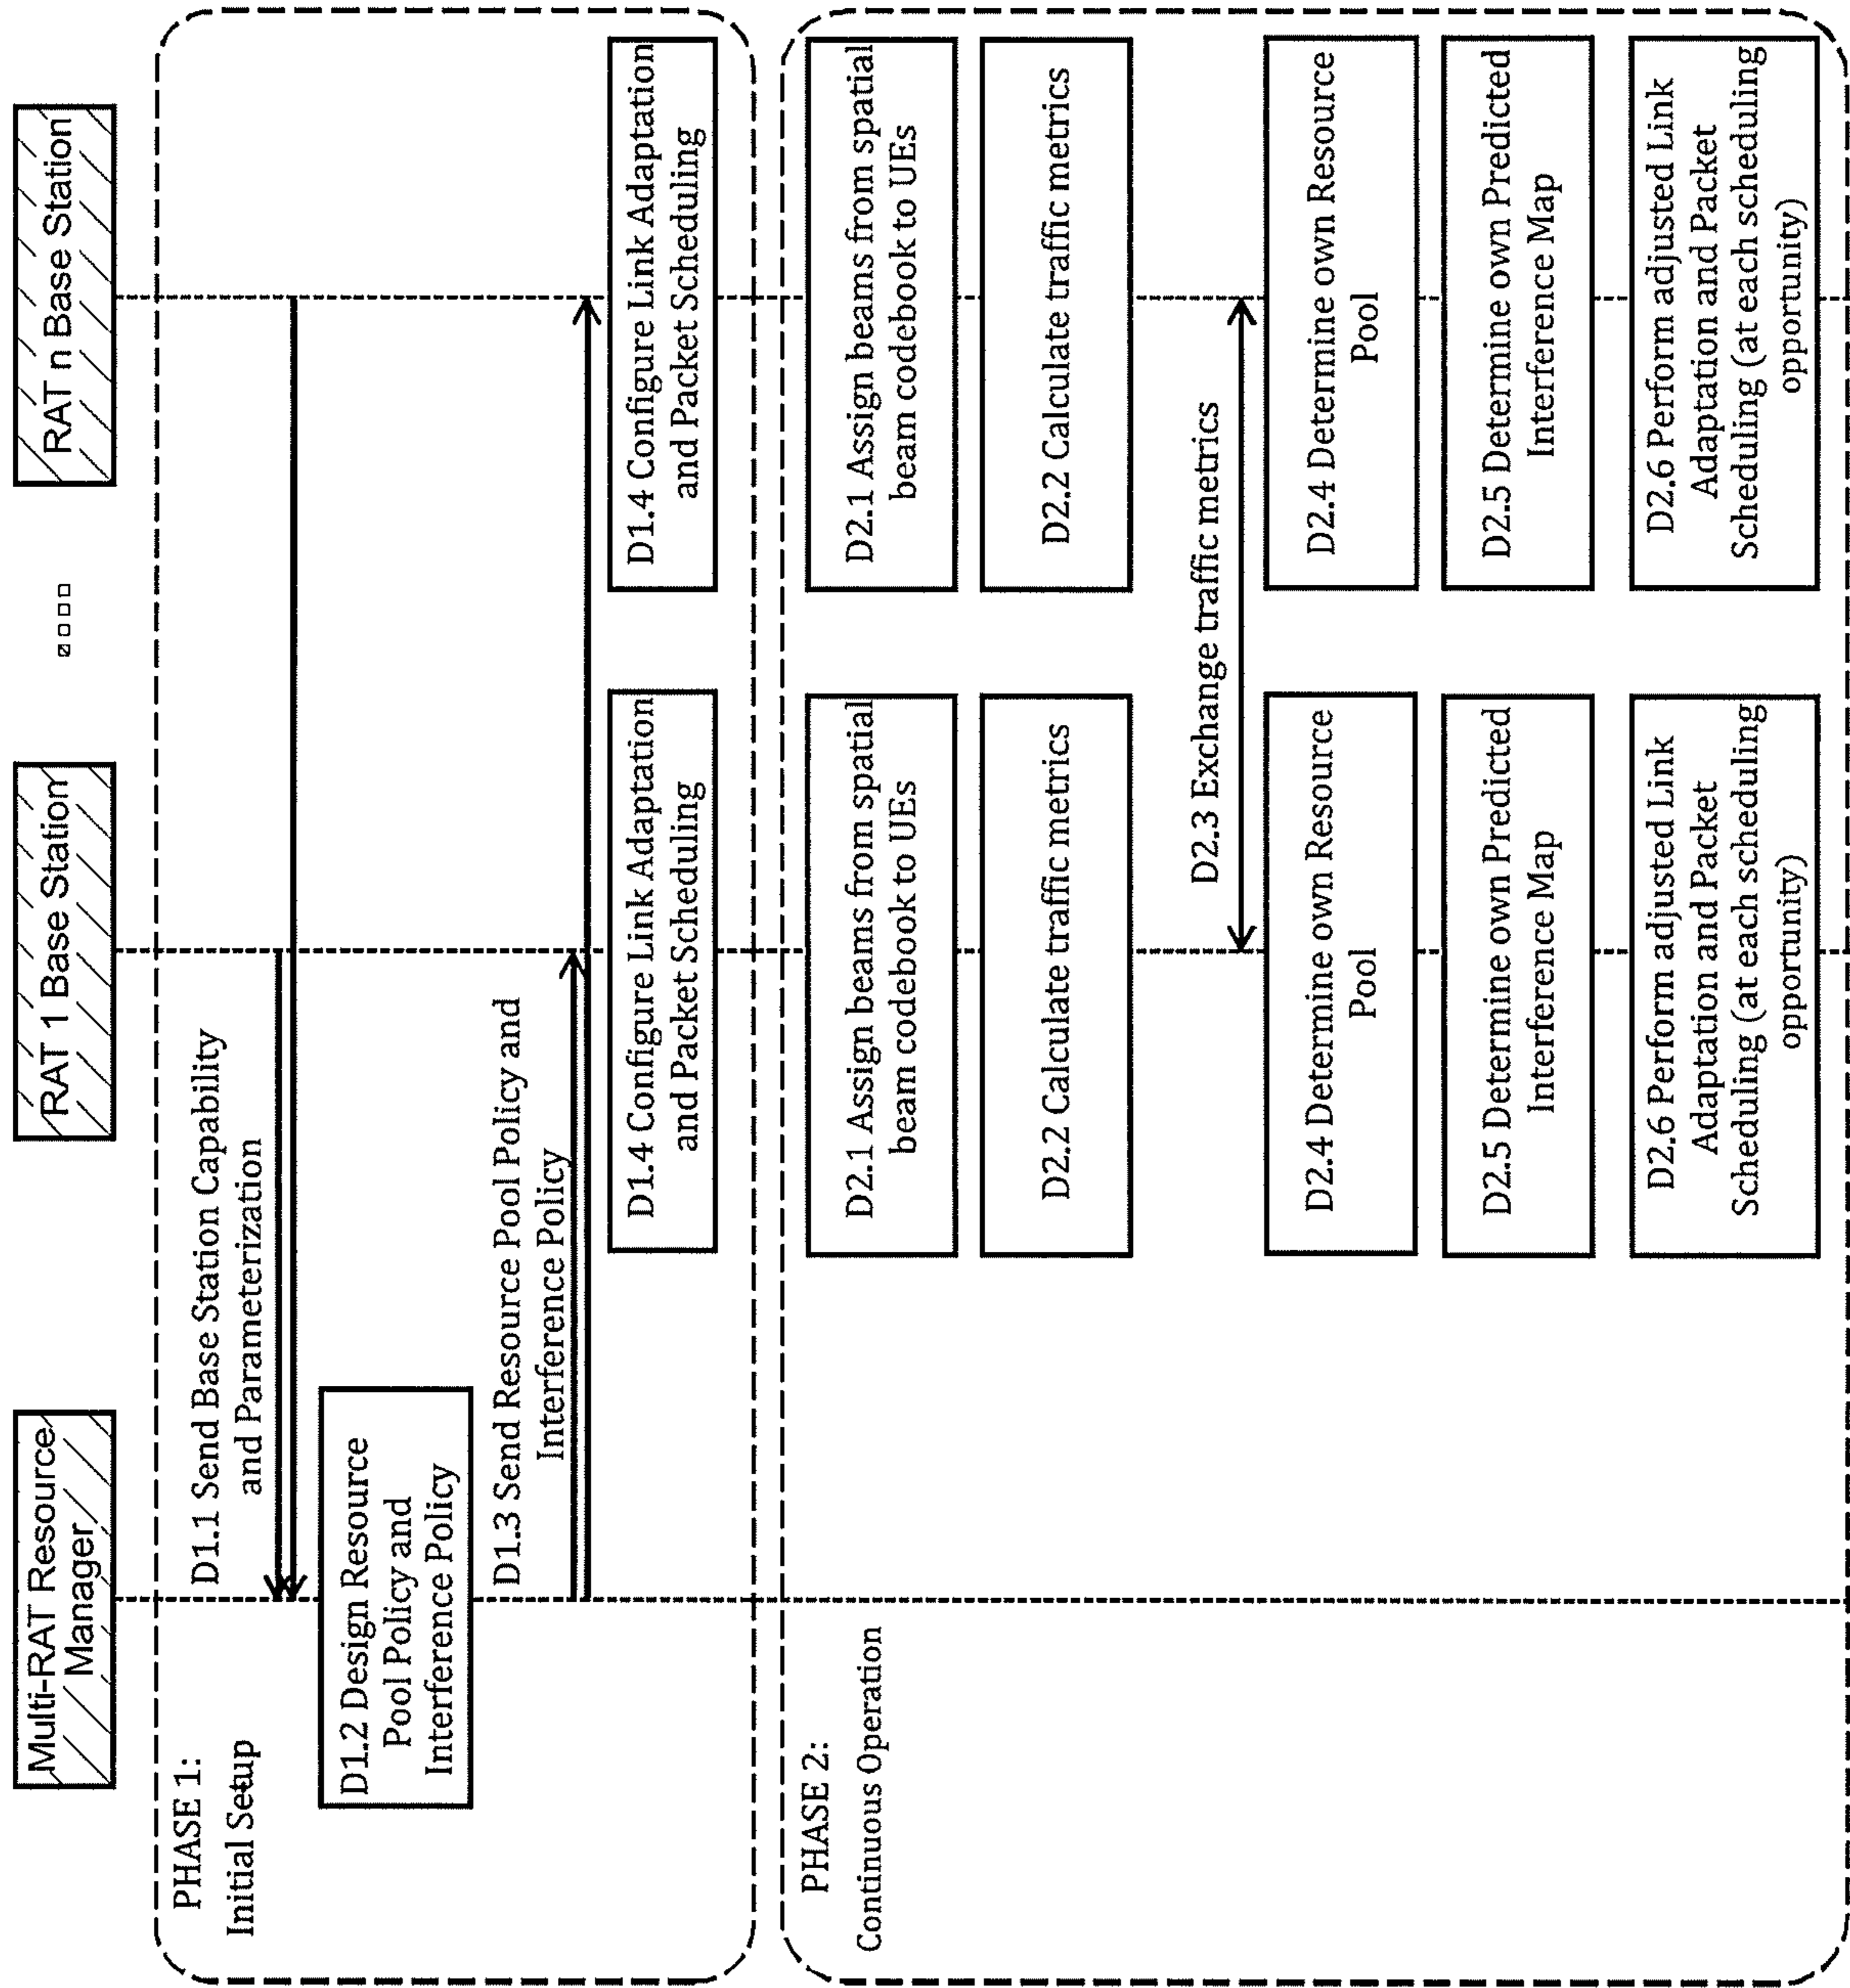 Multi-RAT Resource
Manager
RAT 1 Base Station
RAT n Base Station
PHASE 1:
Initial Setup
D1.1 Send Base Station Capability
and Parameterization
D1.2 Design Resource
Pool Policy and
Interference Policy
D1.3 Send Resource Pool Policy and
Interference Policy
D1.4 Configure Link Adaptation
and Packet Scheduling
D1.4 Configure Link Adaptation
and Packet Scheduling
PHASE 2:
Continuous Operation
D2.1 Assign beams from spatial
beam codebook to UEs
D2.1 Assign beams from spatial
beam codebook to UEs
D2.2 Calculate traffic metrics
D2.2 Calculate traffic metrics
D2.3 Exchange traffic metrics
D2.4 Determine own Resource
Pool
D2.4 Determine own Resource
Pool
D2.5 Determine own Predicted
Interference Map
D2.5 Determine own Predicted
Interference Map
D2.6 Perform adjusted Link
Adaptation and Packet
Scheduling (at each scheduling
opportunity)
D2.6 Perform adjusted Link
Adaptation and Packet
Scheduling (at each scheduling
opportunity)